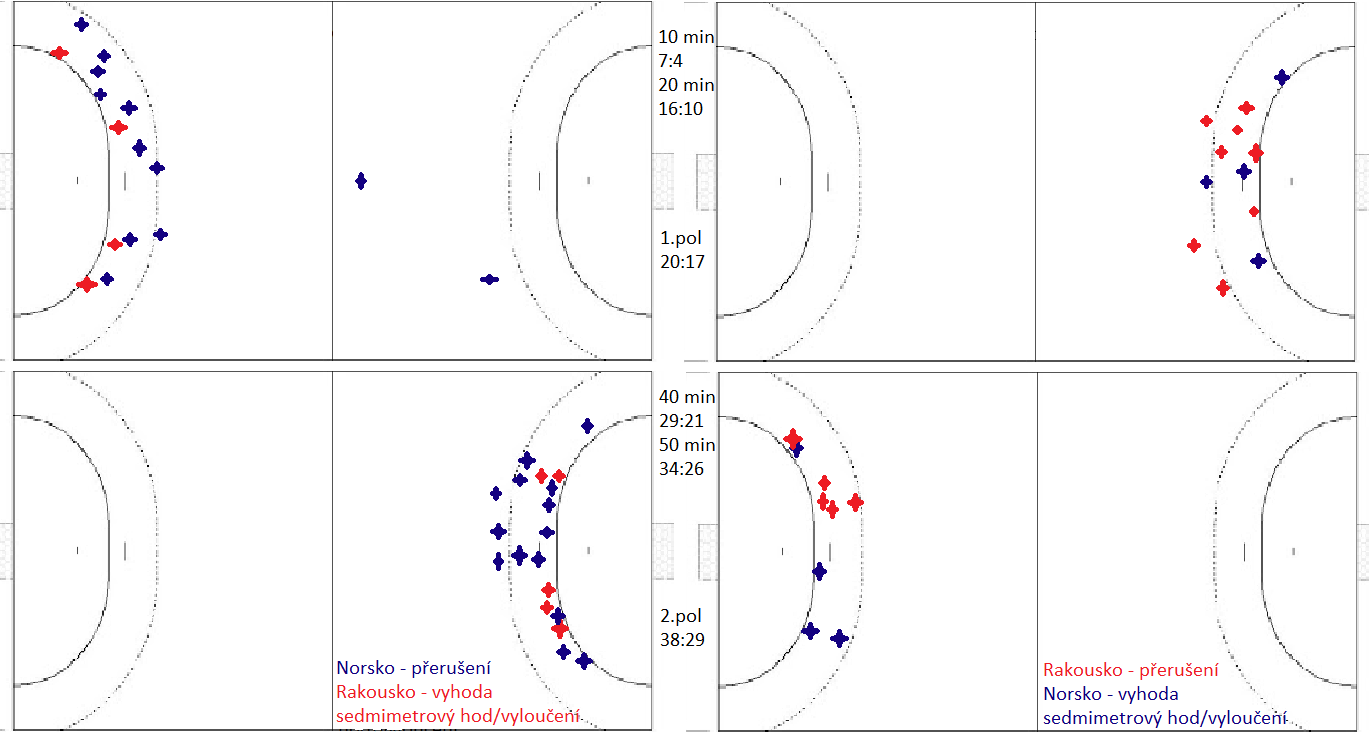 10 min
7:4
20 min
16:10
1.pol
20:17
40 min
29:21
50 min
34:26
2.pol
38:29
Norsko - přerušení
Rakousko - vyhoda
sedmimetrový hod/vyloučení
Rakousko - přerušení
Norsko - vyhoda
sedmimetrový hod/vyloučení